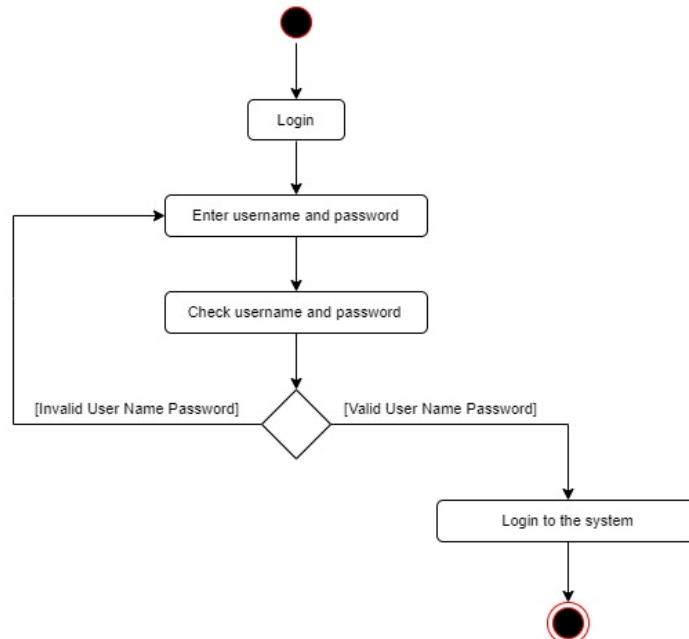 Login
Enter username and password
Check username and password
[Invalid User Name Password]
[Valid User Name Password]
Login to the system